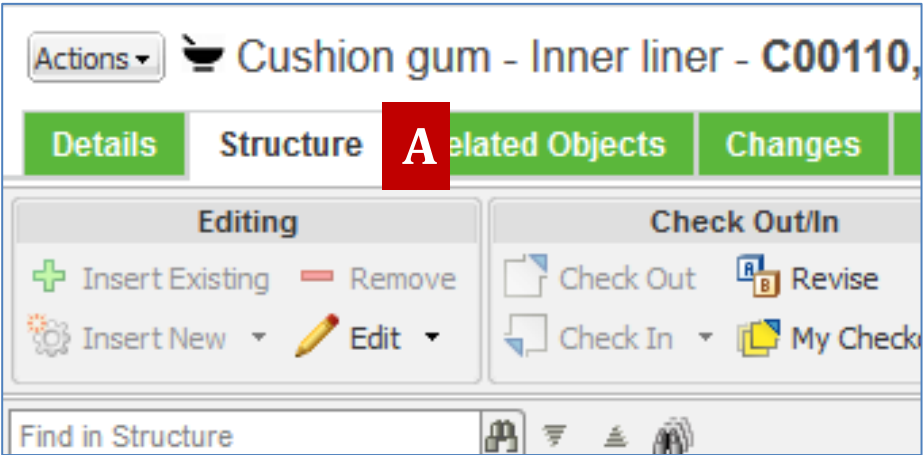 Actions Cushion gum - Inner liner - C00110,
Details Structure A elated Objects Changes
Editing Check Out/In
Insert Existing Remove Check Out Revise
Insert New Edit Check In My Checko
Find in Structure